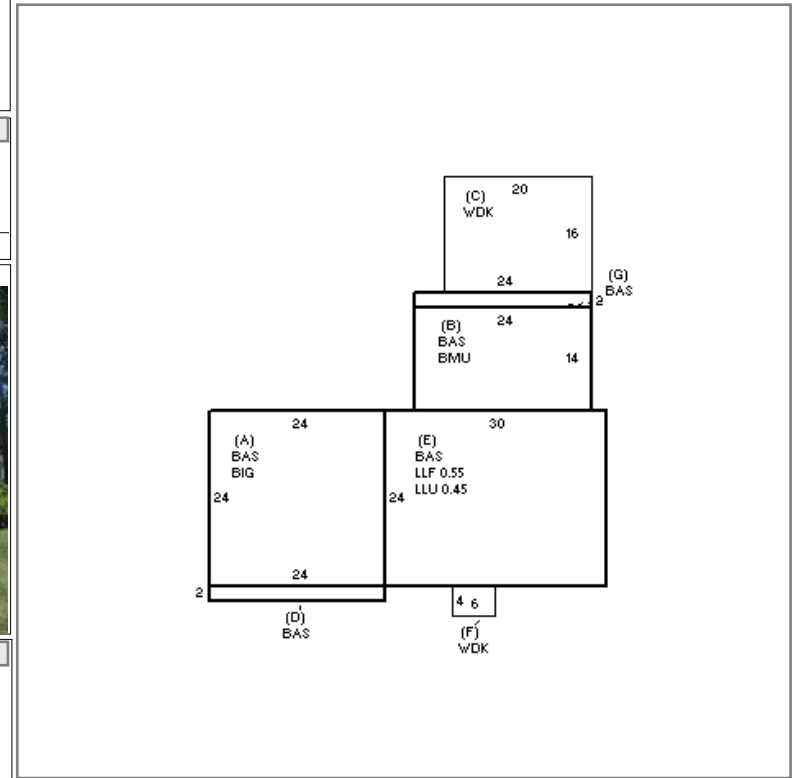 20
(C)
WDK
16
24
(G)
BAS
2
24
(B)
BAS
BMU
14
24
(A)
BAS
BIG
24
30
(E)
BAS
LLF 0.55
LLU 0.45
24
24
2
(D)
BAS
4 6
(F)
WDK